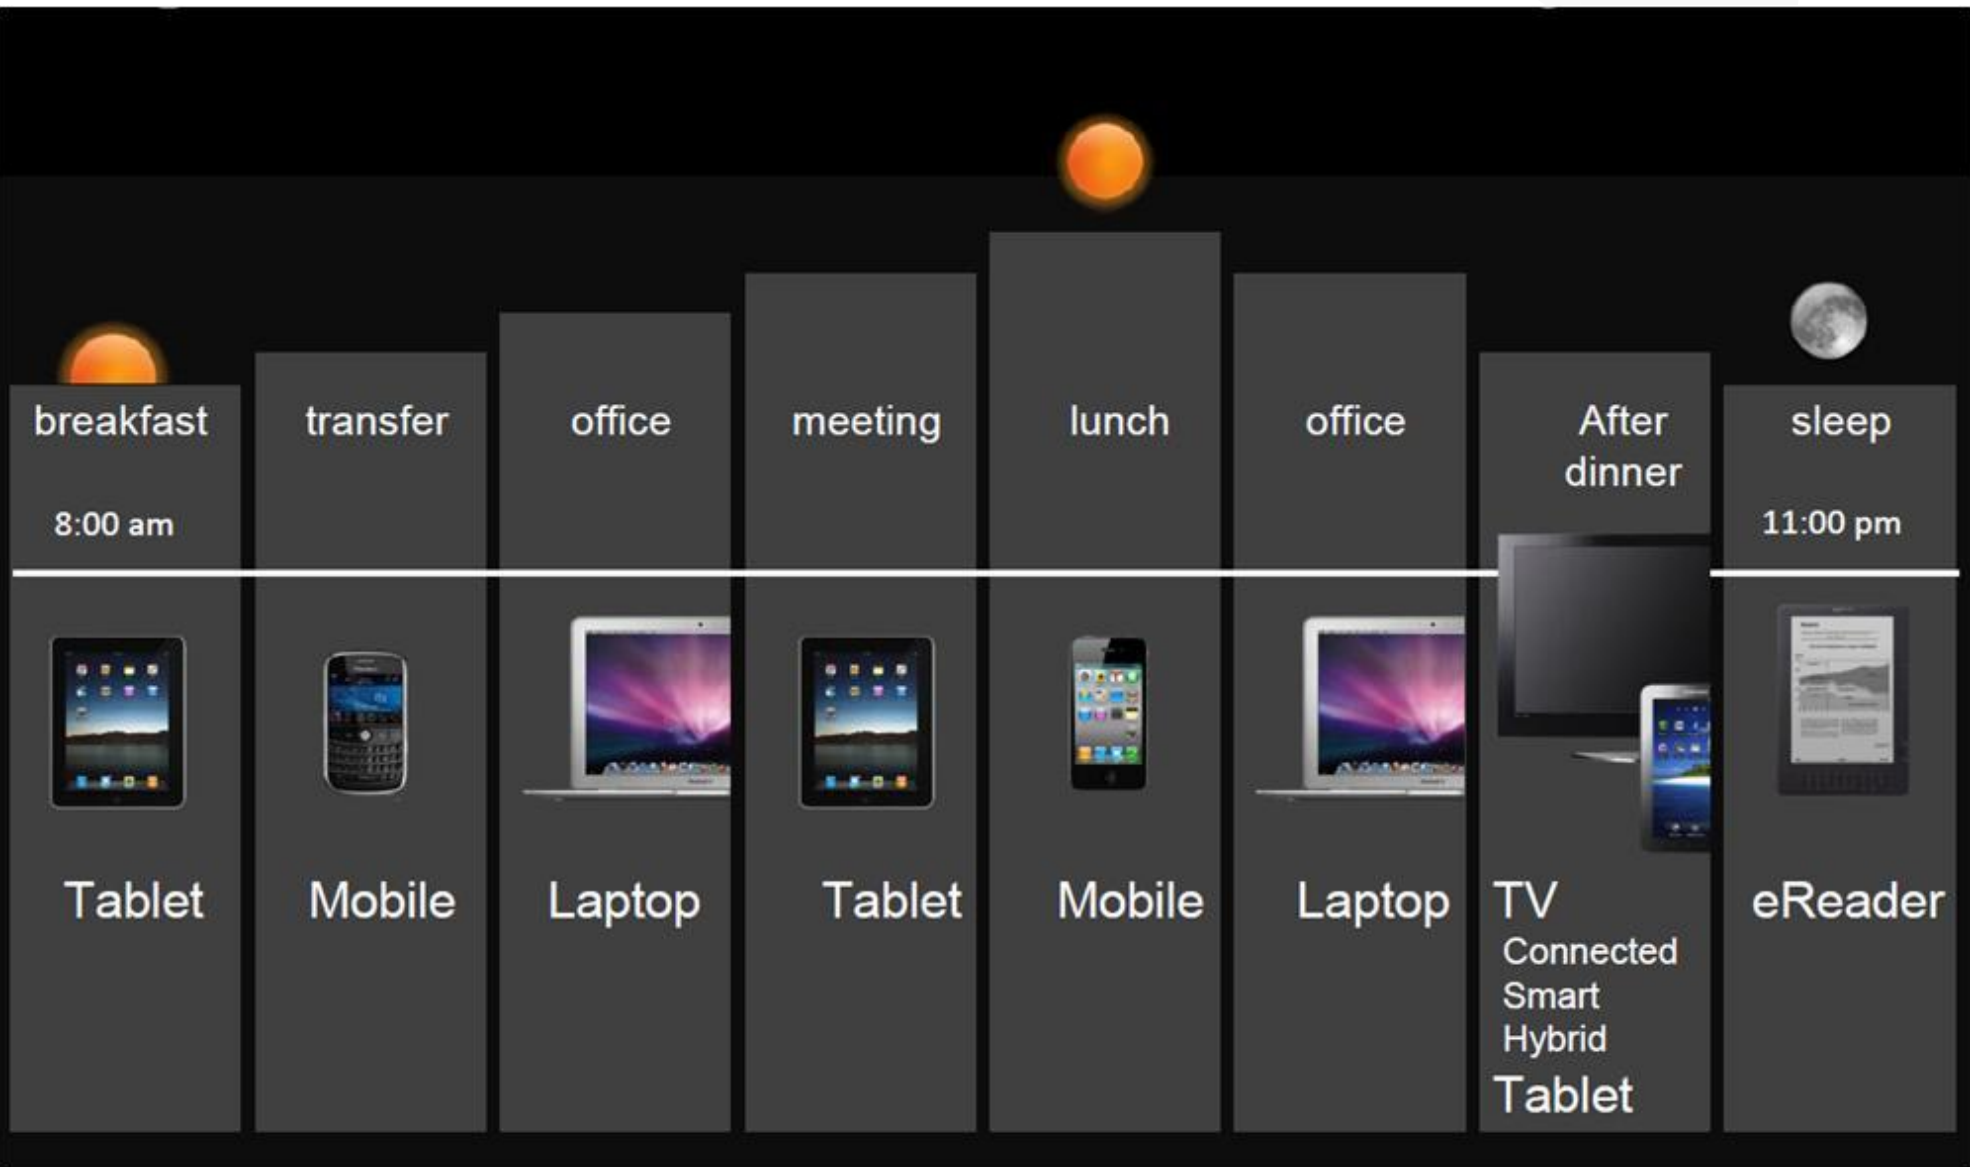 breakfast
transfer
office
meeting
lunch
office
After
dinner
sleep
8:00 am
11:00 pm
Tablet
Mobile
Laptop
Tablet
Mobile
Laptop
TV
Connected
Smart
Hybrid
Tablet
eReader